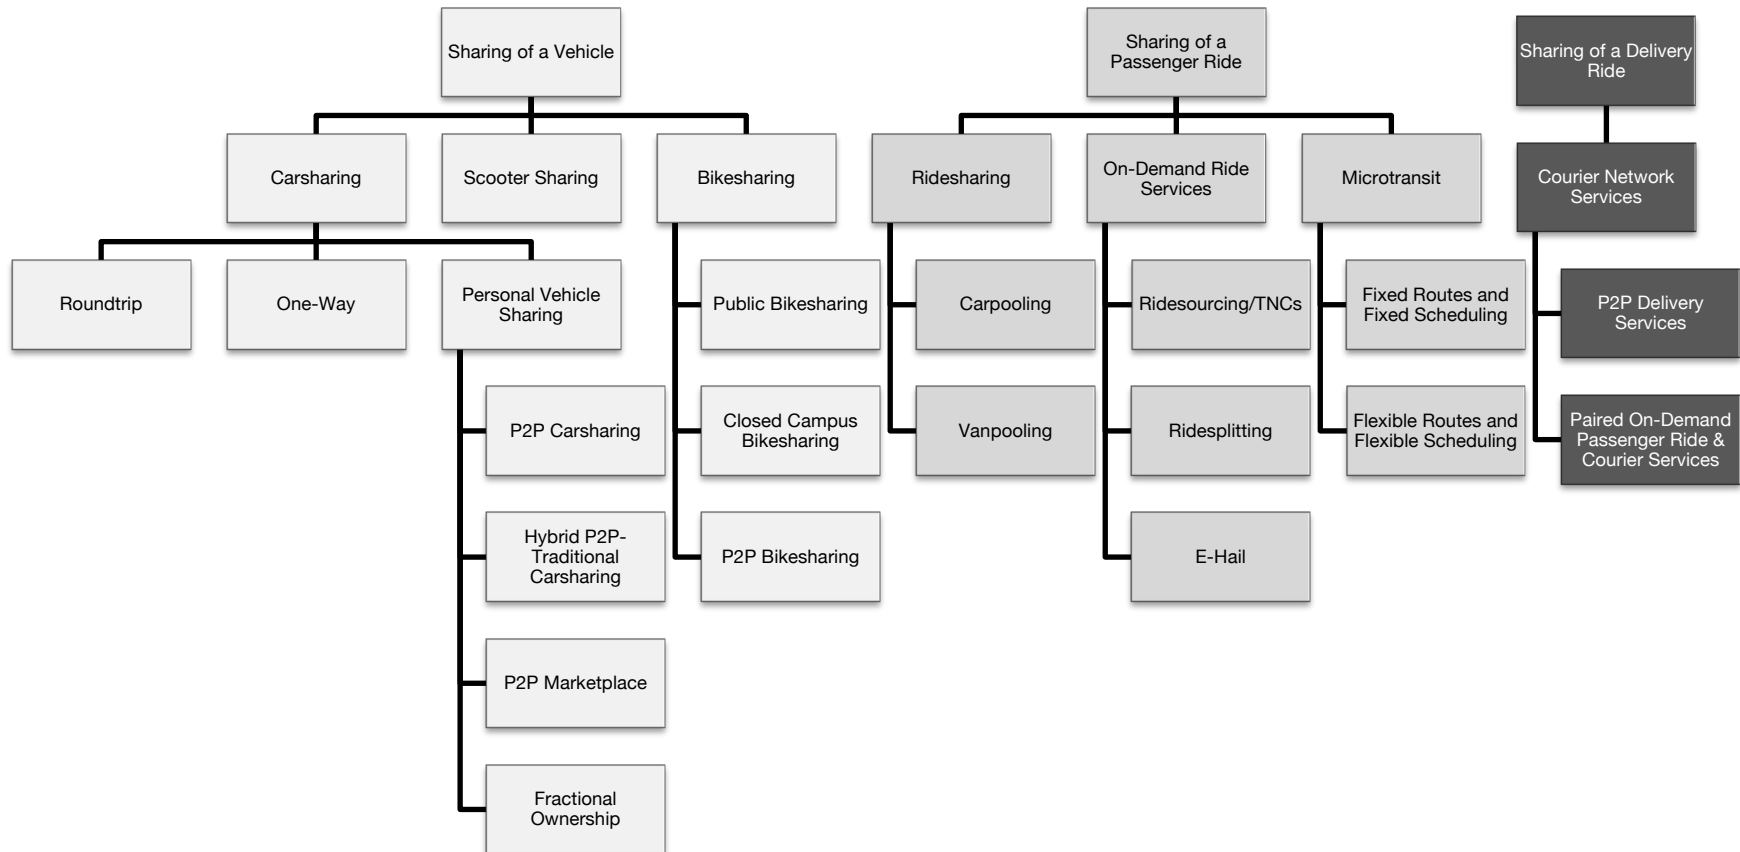 Sharing of a Vehicle
Sharing of a
Passenger Ride
Sharing of a Delivery
Ride
Carsharing
Scooter Sharing
Bikesharing
Ridesharing
On-Demand Ride
Services
Microtransit
Courier Network
Services
Roundtrip
One-Way
Personal Vehicle
Sharing
Public Bikesharing
Carpooling
Ridesourcing/TNCs
Fixed Routes and
Fixed Scheduling
P2P Delivery
Services
P2P Carsharing
Closed Campus
Bikesharing
Vanpooling
Ridesplitting
Flexible Routes and
Flexible Scheduling
Paired On-Demand
Passenger Ride &
Courier Services
Hybrid P2P-
Traditional
Carsharing
P2P Bikesharing
E-Hail
P2P Marketplace
Fractional
Ownership